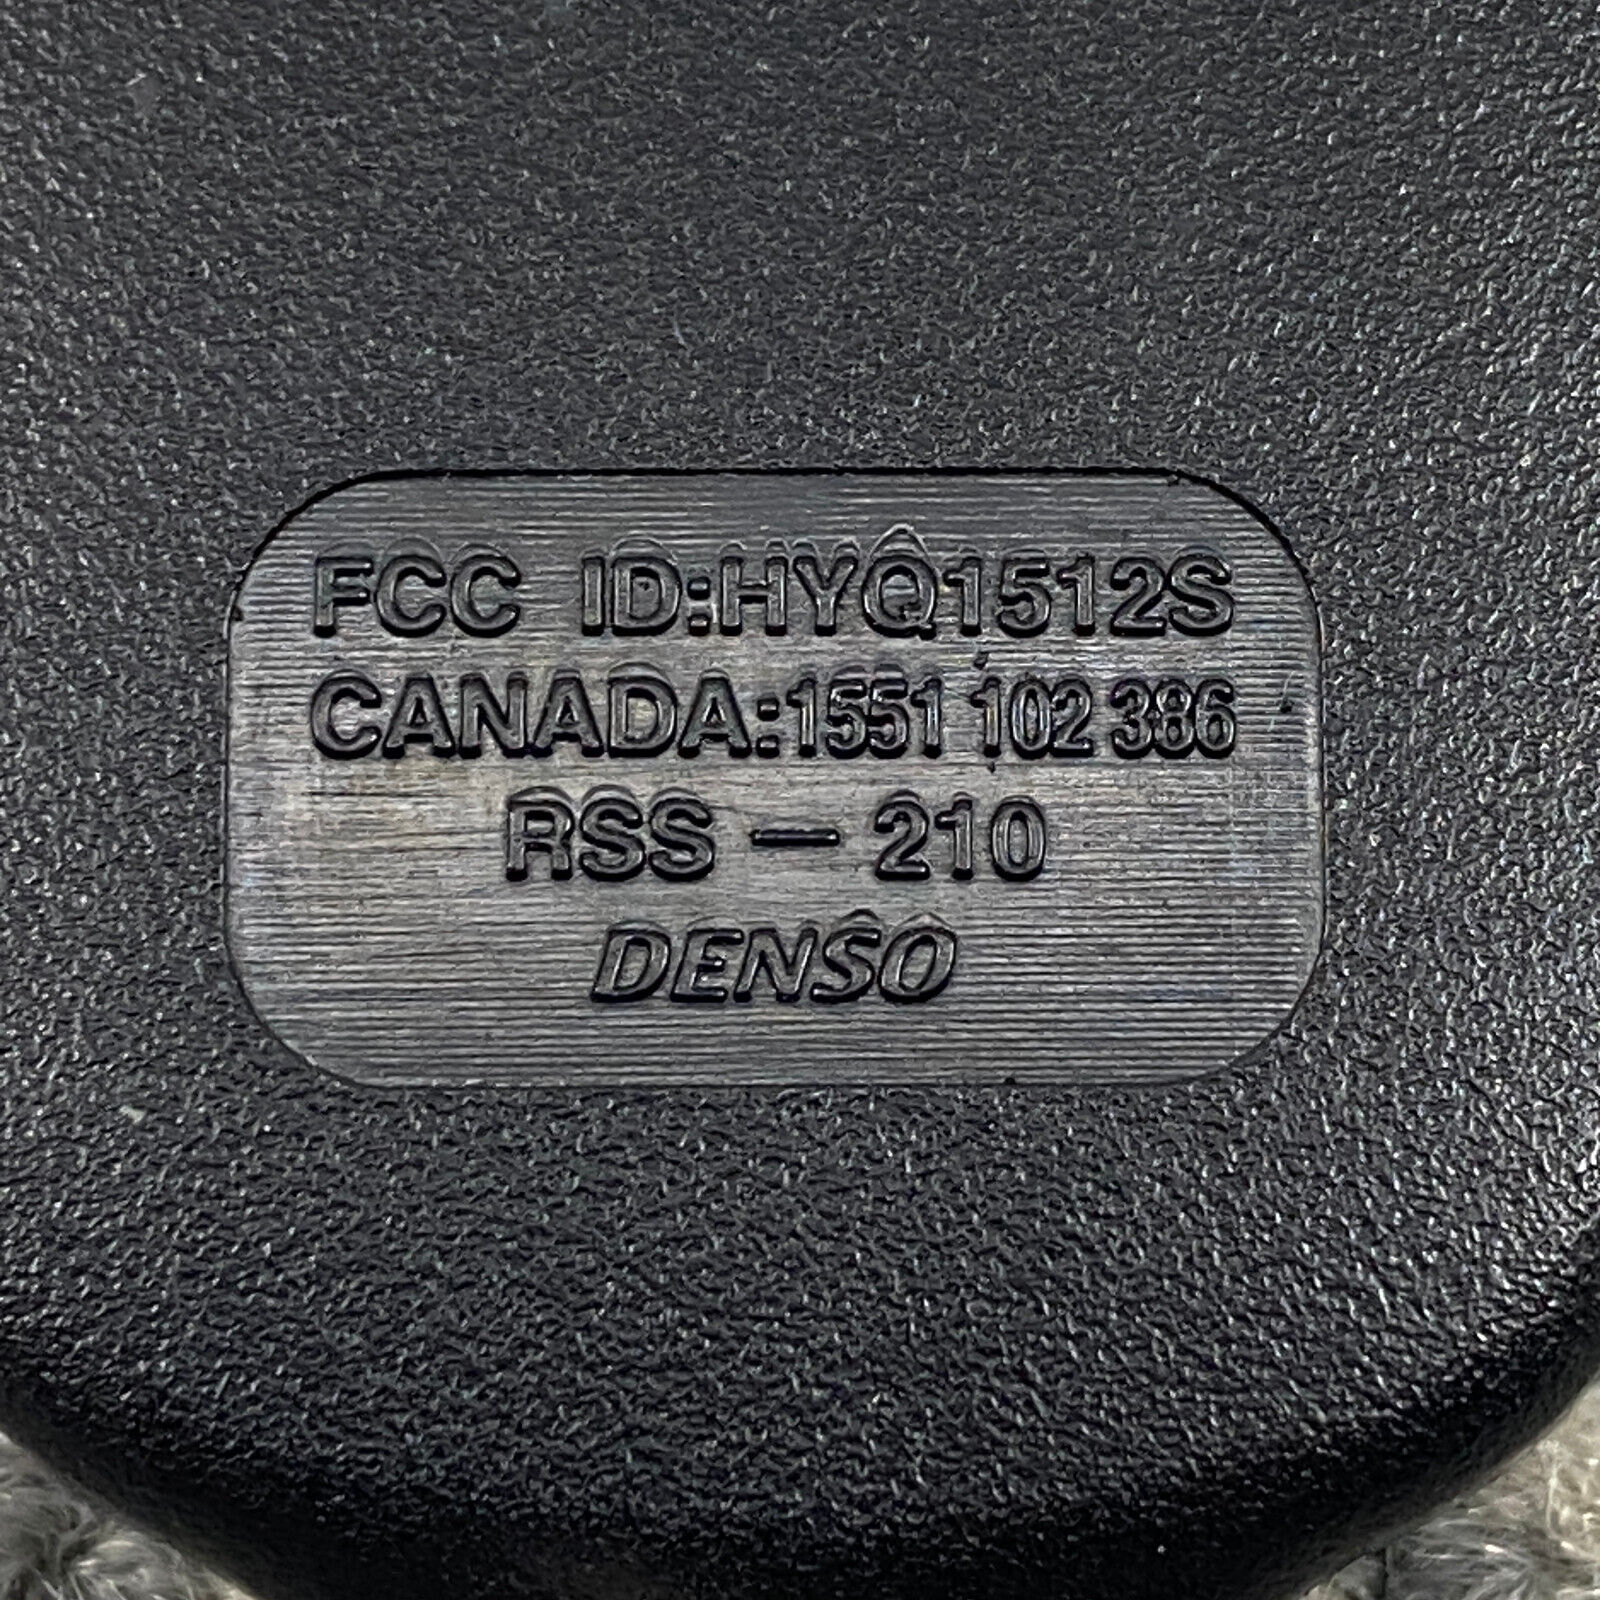 FCC ID:HYQ1512S
CANADA:1551 102 386
RSS - 210
DENSO